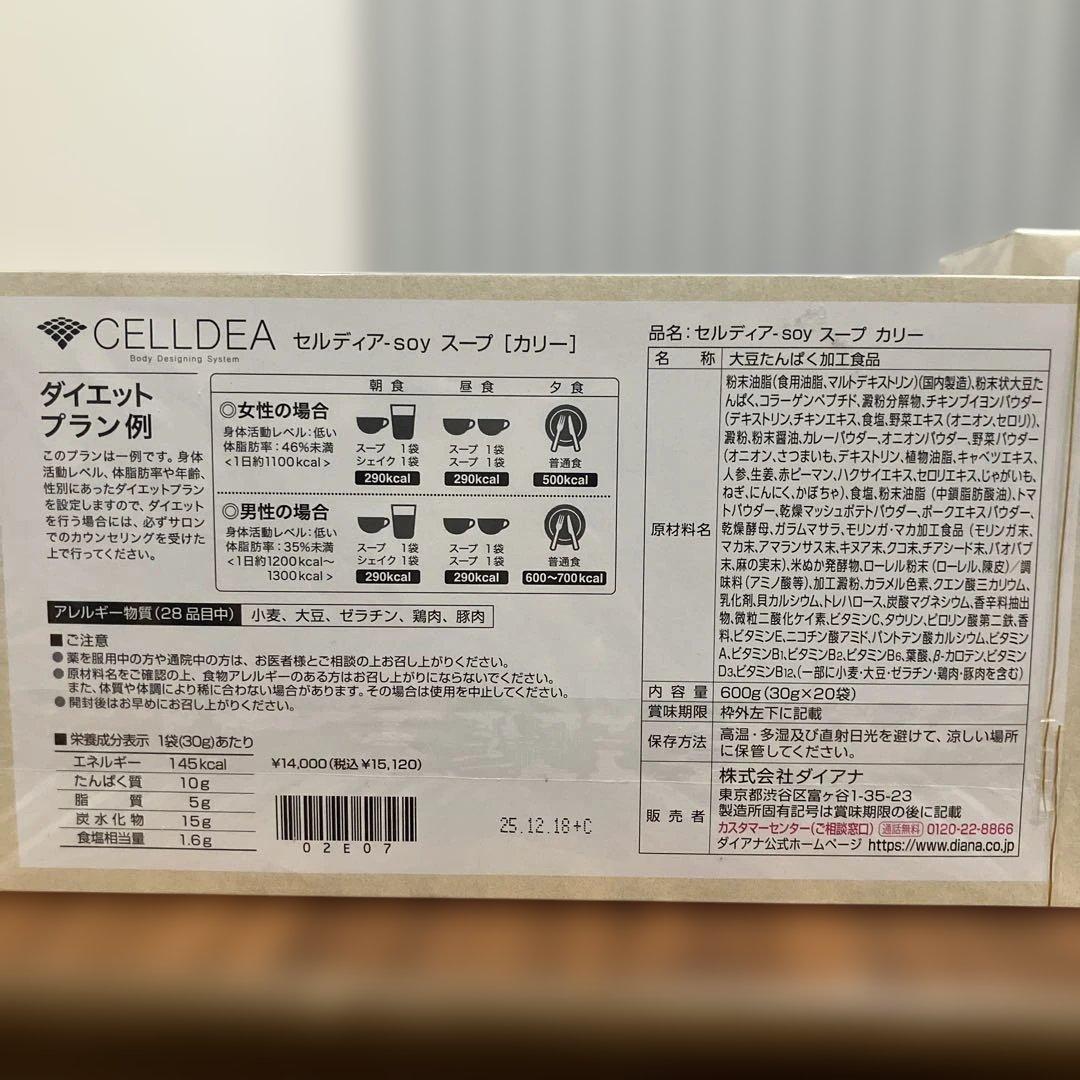 CELLDEA セルディア-soy スープ [カリー]
Body Designing System
ダイエット
プラン例
このプランは一例です。身体
活動レベル、体脂肪率や年齢、
性別にあったダイエットプラン
を設定しますので、ダイエット
を行う場合には、必ずサロン
でのカウンセリングを受けた
上で行ってください。
朝食 昼食 夕食
◎女性の場合
身体活動レベル:低い
体脂肪率:46%未満
<1日約1100kcal>
スープ 1袋 スープ 1袋 普通食
シェイク 1袋 スープ 1袋
290kcal 290kcal 500kcal
◎男性の場合
身体活動レベル:低い
体脂肪率:35%未満
<1日約1200kcal〜
1300kcal>
スープ 1袋 スープ 1袋 普通食
シェイク 1袋 スープ 1袋
290kcal 290kcal 600〜700kcal
アレルギー物質(28品目中) 小麦、大豆、ゼラチン、鶏肉、豚肉
■ご注意
●薬を服用中の方や通院中の方は、お医者様とご相談の上お召し上がりください。
●原材料名をご確認の上、食物アレルギーのある方はお召し上がりにならないでください。
また、体質や体調により稀に合わない場合があります。その場合は使用を中止してください。
●開封後はお早めにお召し上がりください。
■栄養成分表示 1袋(30g)あたり
エネルギー 145kcal
たんぱく質 10g
脂質 5g
炭水化物 15g
食塩相当量 1.6g
¥14,000(税込¥15,120)
02E07
25.12.18+C
品名:セルディア-soy スープ カリー
名称 大豆たんぱく加工食品
原材料名
粉末油脂(食用油脂、マルトデキストリン)(国内製造)、粉末状大豆た
んぱく、コラーゲンペプチド、澱粉分解物、チキンブイヨンパウダー
(デキストリン、チキンエキス、食塩、野菜エキス(オニオン、セロリ))、
澱粉、粉末醤油、カレーパウダー、オニオンパウダー、野菜パウダー
(オニオン、さつまいも、デキストリン、植物油脂、キャベツエキス、
人参、生姜、赤ピーマン、ハクサイエキス、セロリエキス、じゃがいも、
ねぎ、にんにく、かぼちゃ)、食塩、粉末油脂(中鎖脂肪酸油)、トマ
トパウダー、乾燥マッシュポテトパウダー、ポークエキスパウダー、
乾燥酵母、ガラムマサラ、モリンガ・マカ加工食品(モリンガ末、
マカ末、アマランサス末、キヌア末、クコ末、チアシード末、バオバブ
末、麻の実末)、米ぬか発酵物、ローレル粉末(ローレル、陳皮)/調
味料(アミノ酸等)、加工澱粉、カラメル色素、クエン酸三カリウム、
乳化剤、貝カルシウム、トレハロース、炭酸マグネシウム、香辛料抽出
物、微粒二酸化ケイ素、ビタミンC、タウリン、ピロリン酸第二鉄、香
料、ビタミンE、ニコチン酸アミド、パントテン酸カルシウム、ビタミン
A、ビタミンB1、ビタミンB2、ビタミンB6、葉酸、β-カロテン、ビタミン
D3、ビタミンB12、(一部に小麦・大豆・ゼラチン・鶏肉・豚肉を含む)
内容量 600g(30g×20袋)
賞味期限 枠外左下に記載
保存方法 高温・多湿及び直射日光を避けて、涼しい場所
に保管してください。
販売者
株式会社ダイアナ
東京都渋谷区富ヶ谷1-35-23
製造所固有記号は賞味期限の後に記載
カスタマーセンター(ご相談窓口) 通話無料 0120-22-8866
ダイアナ公式ホームページ https://www.diana.co.jp